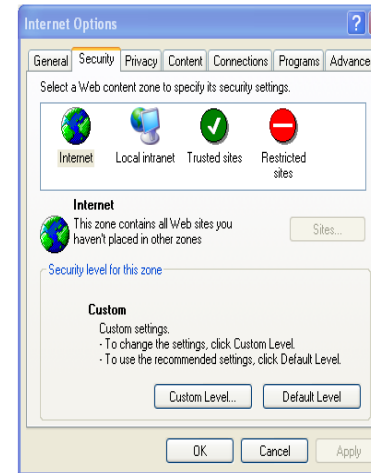 Internet Options
?
General Security Privacy Content Connections Programs Advance
Select a Web content zone to specify its security settings.
Internet Local intranet Trusted sites Restricted
sites
Internet
This zone contains all Web sites you
haven't placed in other zones
Sites...
Security level for this zone
Custom
Custom settings.
- To change the settings, click Custom Level.
- To use the recommended settings, click Default Level.
Custom Level... Default Level
OK Cancel Apply